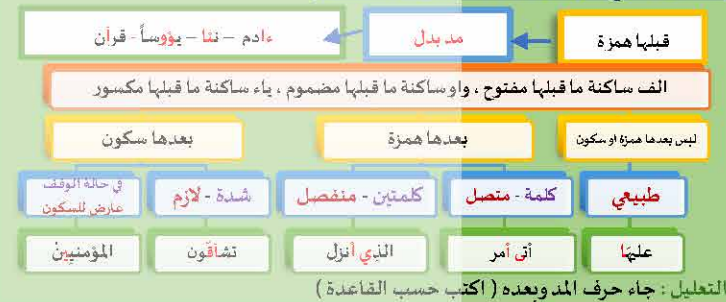 قبلها همزة
مد بدل
ءادم – نئا – يؤوساً - قرآن
الف ساكنة ما قبلها مفتوح ، واو ساكنة ما قبلها مضموم ، ياء ساكنة ما قبلها مكسور
ليس بعدها همزة او سكون
بعدها همزة
بعدها سكون
طبيعي
كلمة - متصل
كلمتين - منفصل
شدة - لازم
في حالة الوقف
عارض للسكون
عليها
أتى أمر
الذي أنزل
تشاقون
المؤمنين
التعليل : جاء حرف المد وبعده ( اكتب حسب القاعدة )